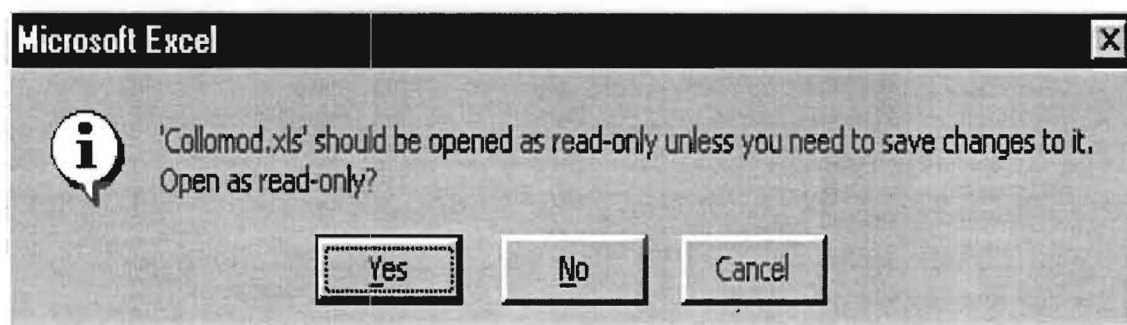 Microsoft Excel
'Collomod.xls' should be opened as read-only unless you need to save changes to it.
Open as read-only?
Yes
No
Cancel